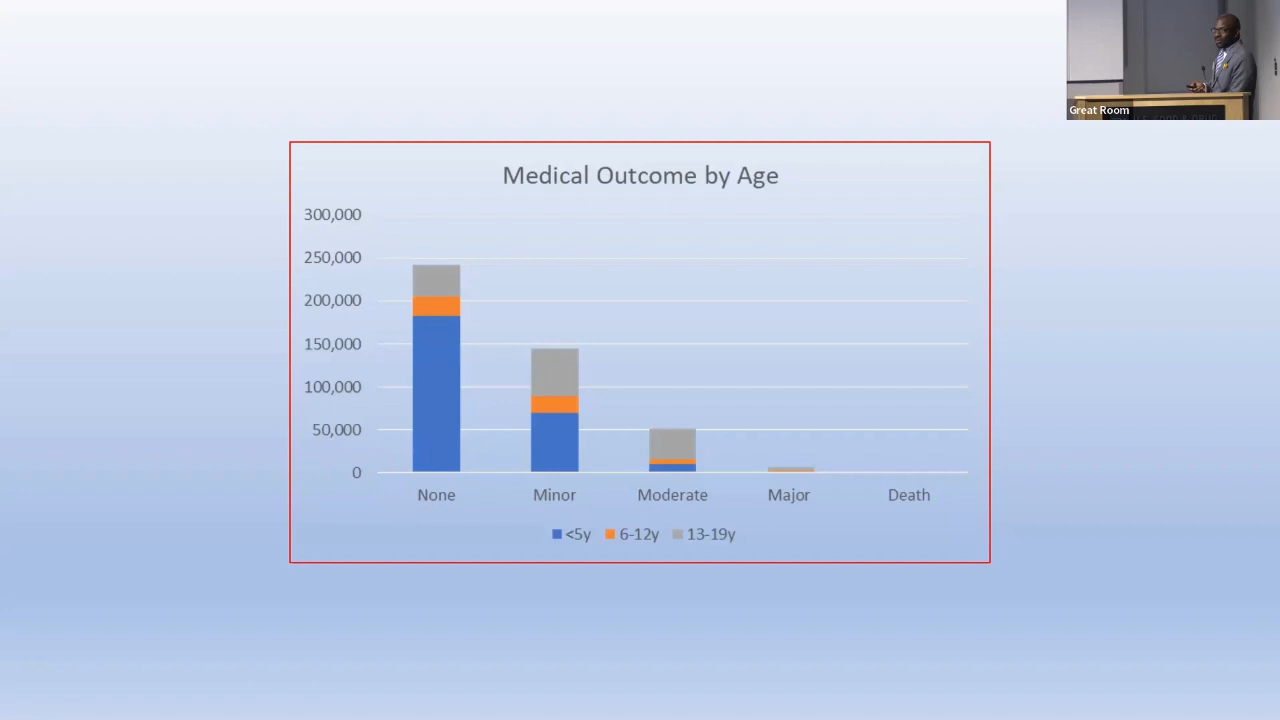 Great Room
Medical Outcome by Age
300,000
250,000
200,000
150,000
100,000
50,000
0
None Minor Moderate Major Death
<5y 6-12y 13-19y